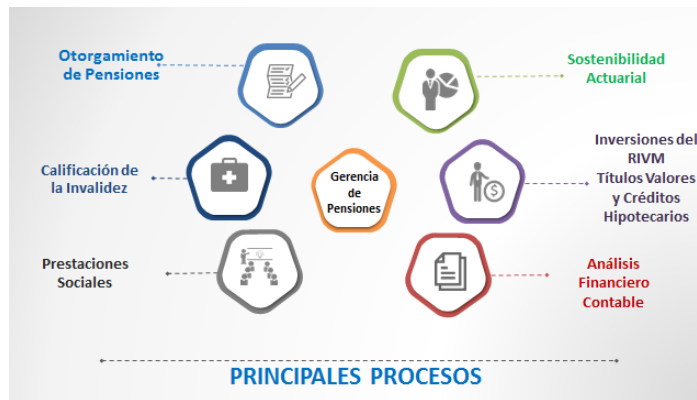 Otorgamiento
de Pensiones
Sostenibilidad
Actuarial
Calificación de
la Invalidez
Gerencia
de
Pensiones
Inversiones del
RIVM
Títulos Valores
y Créditos
Hipotecarios
Prestaciones
Sociales
Análisis
Financiero
Contable
PRINCIPALES PROCESOS